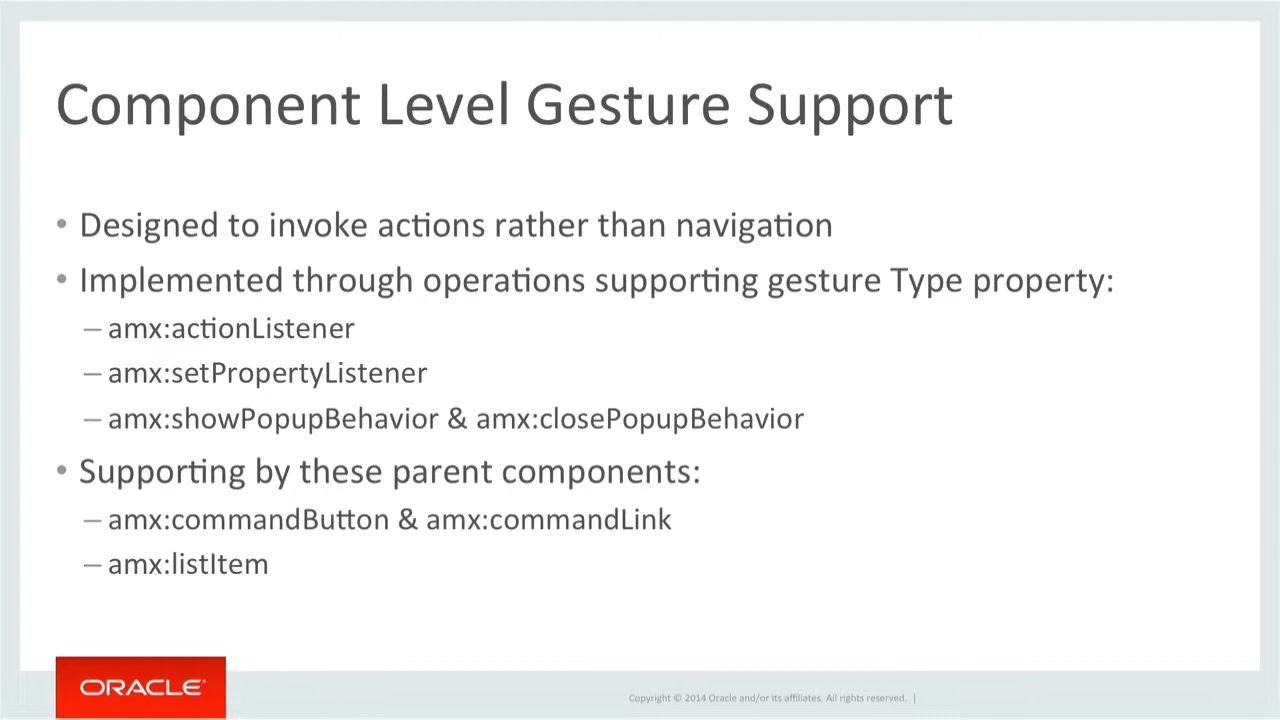 Component Level Gesture Support
• Designed to invoke actions rather than navigation
• Implemented through operations supporting gesture Type property:
– amx:actionListener
– amx:setPropertyListener
– amx:showPopupBehavior & amx:closePopupBehavior
• Supporting by these parent components:
– amx:commandButton & amx:commandLink
– amx:listItem
ORACLE®
Copyright © 2014 Oracle and/or its affiliates. All rights reserved. |